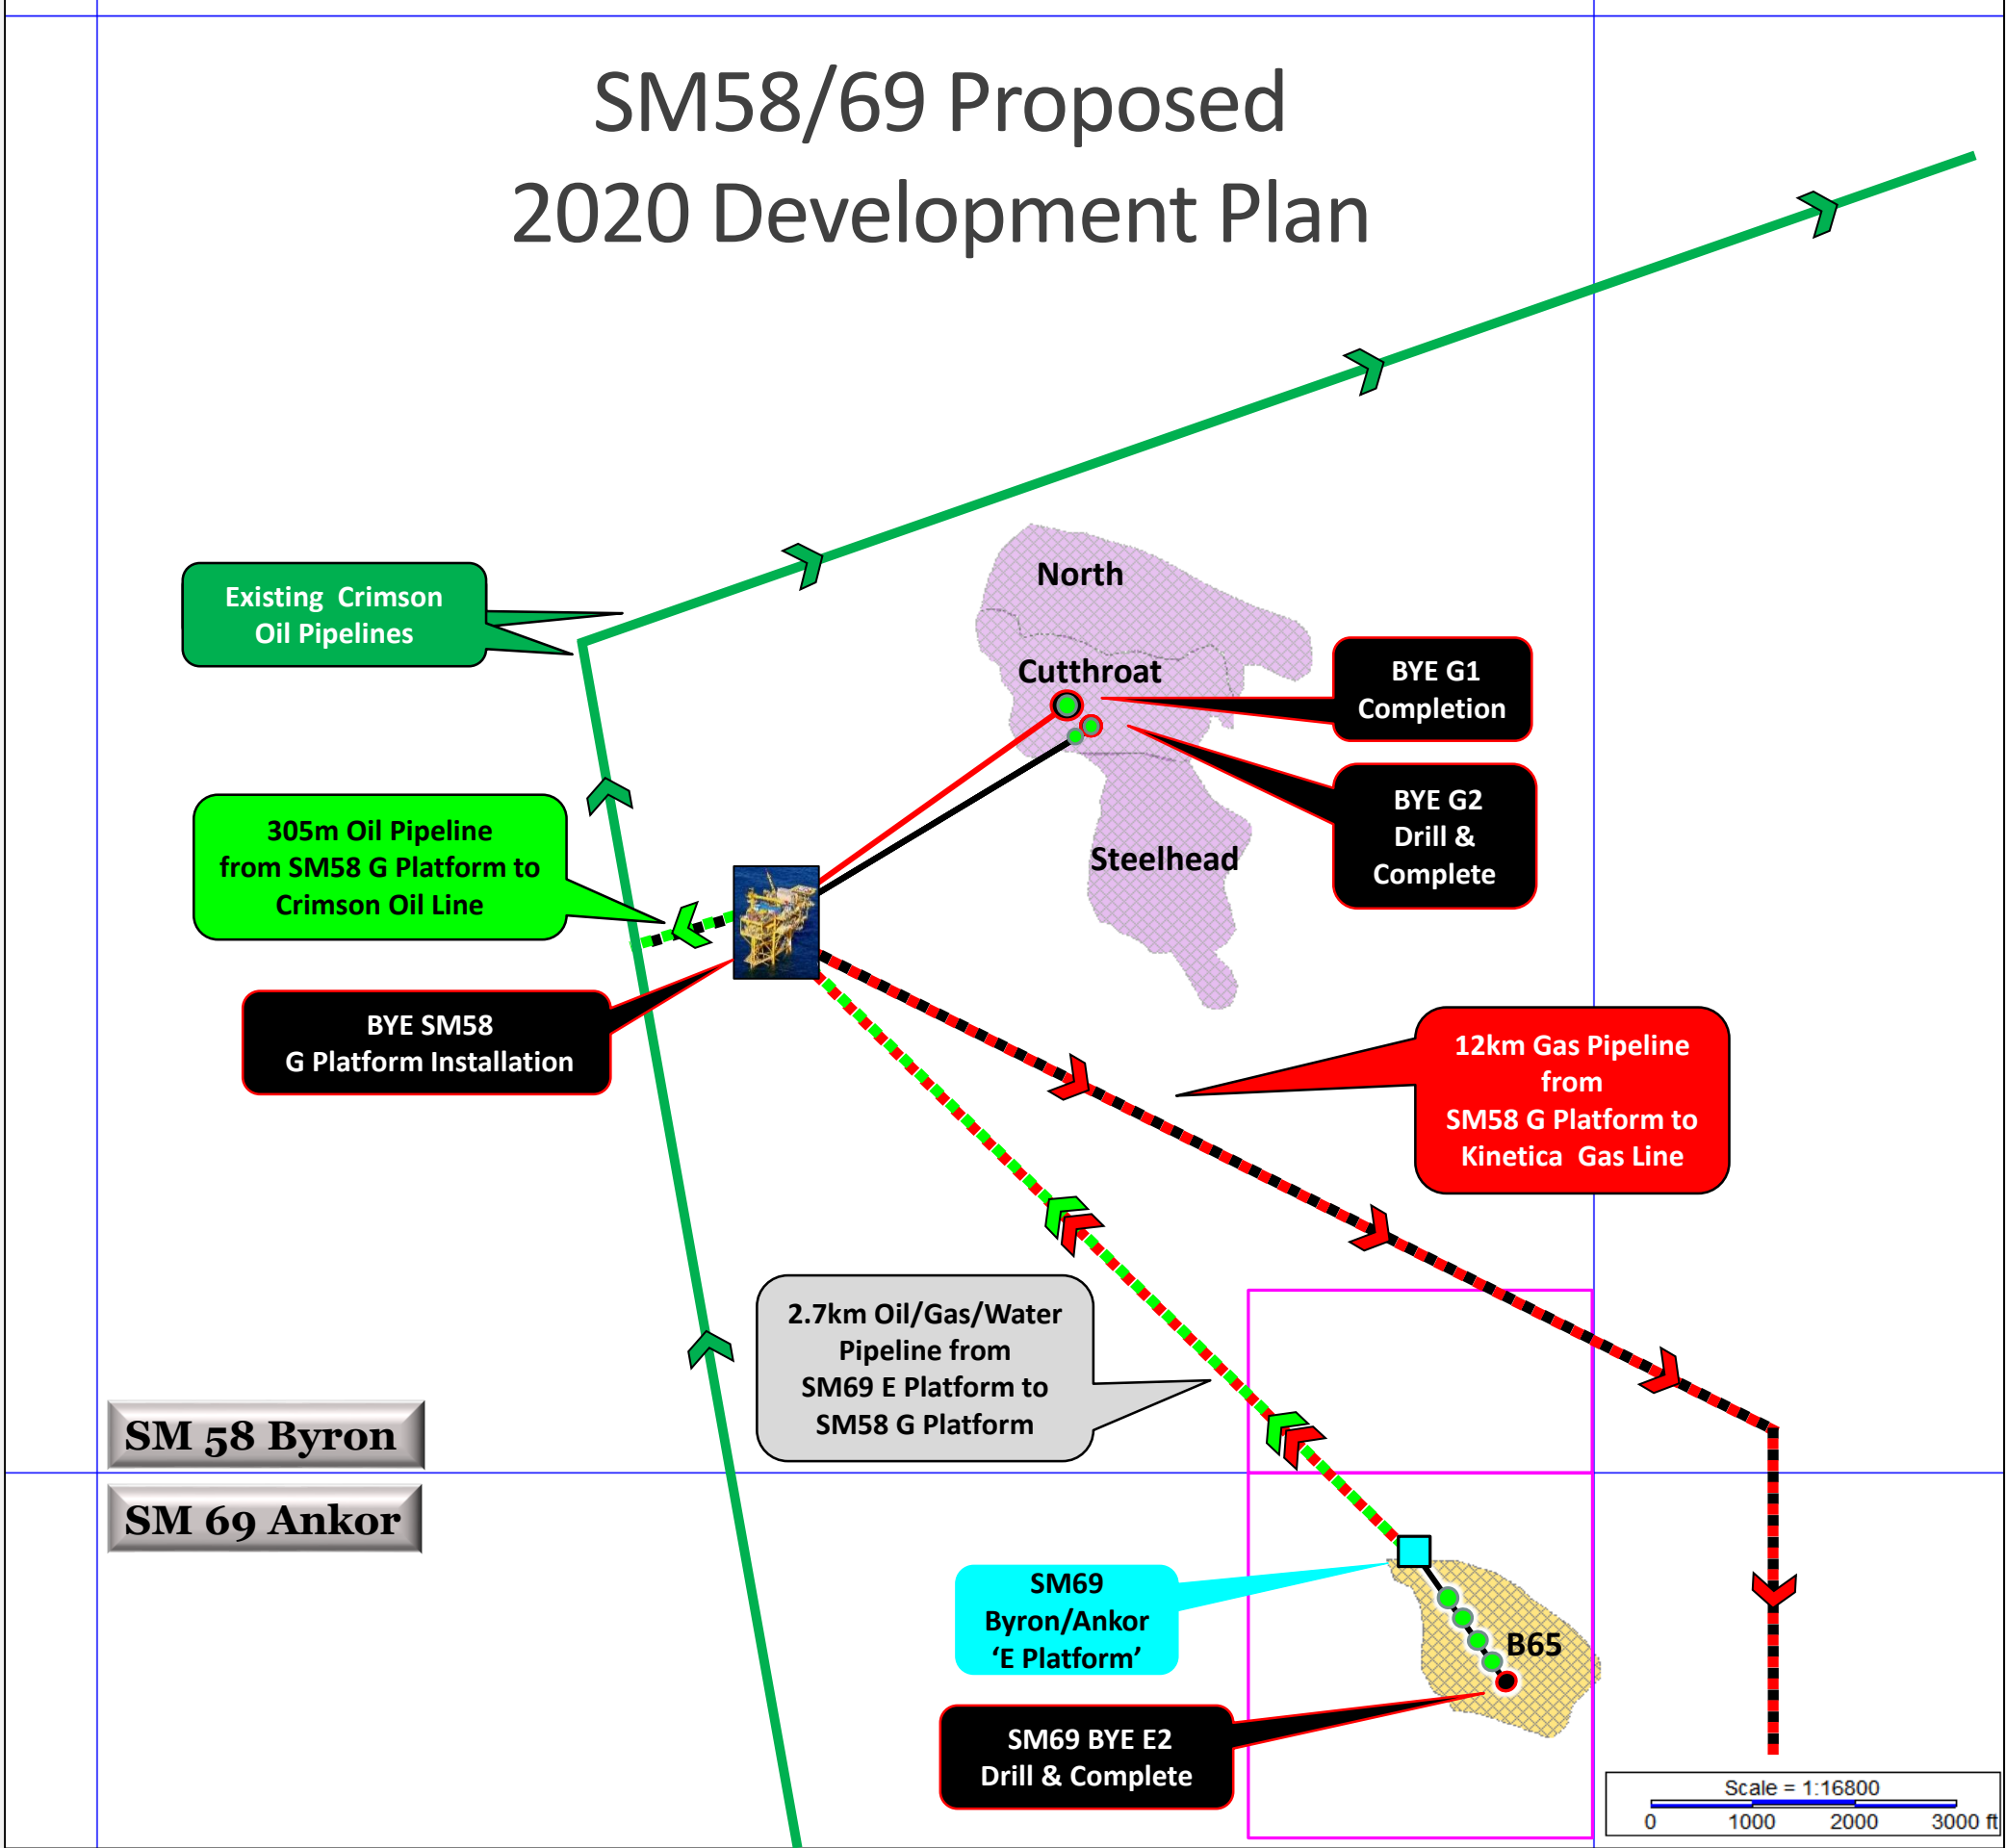 SM58/69 Proposed
2020 Development Plan
North
Existing Crimson
Oil Pipelines
Cutthroat
BYE G1
Completion
BYE G2
Drill &
Complete
305m Oil Pipeline
from SM58 G Platform to
Crimson Oil Line
Steelhead
BYE SM58
G Platform Installation
12km Gas Pipeline
from
SM58 G Platform to
Kinetica Gas Line
2.7km Oil/Gas/Water
Pipeline from
SM69 E Platform to
SM58 G Platform
SM 58 Byron
SM 69 Ankor
SM69
Byron/Ankor
‘E Platform’
B65
SM69 BYE E2
Drill & Complete
Scale = 1:16800
0 1000 2000 3000 ft